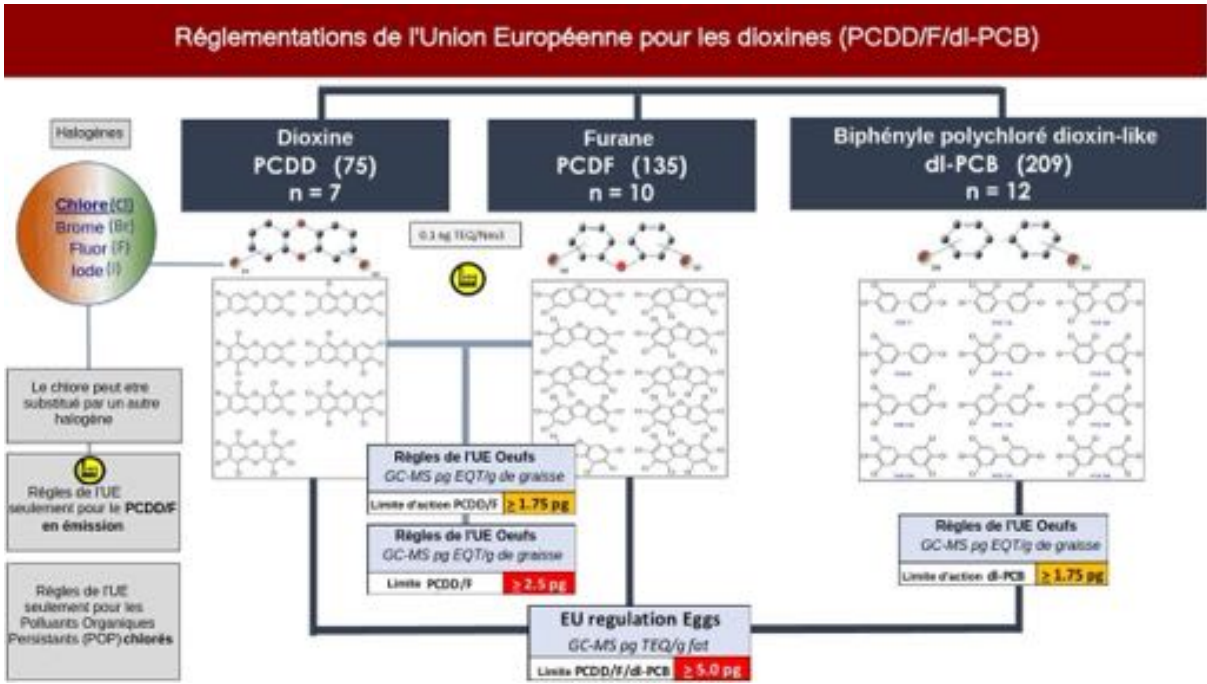 Réglementations de l'Union Européenne pour les dioxines (PCDD/F/dl-PCB)
Halogènes
Chlore (Cl)
Brome (Br)
Fluor (F)
Iode (I)
Le chlore peut etre
substitué par un autre
halogène
Règles de l'UE
seulement pour le PCDD/F
en émission
Règles de l'UE
seulement pour les
Polluants Organiques
Persistants (POP) chlorés
Dioxine
PCDD (75)
n = 7
Furane
PCDF (135)
n = 10
Biphényle polychloré dioxin-like
dl-PCB (209)
n = 12
TEQ/Nm3
Règles de l'UE Oeufs
GC-MS pg EQT/g de graisse
Limite d'action PCDD/F ≥ 1.75 pg
Règles de l'UE Oeufs
GC-MS pg EQT/g de graisse
Limite PCDD/F ≥ 2.5 pg
Règles de l'UE Oeufs
GC-MS pg EQT/g de graisse
Limite d'action dl-PCB ≥ 1.75 pg
EU regulation Eggs
GC-MS pg TEQ/g fat
Limite PCDD/F/dl-PCB ≥ 5.0 pg